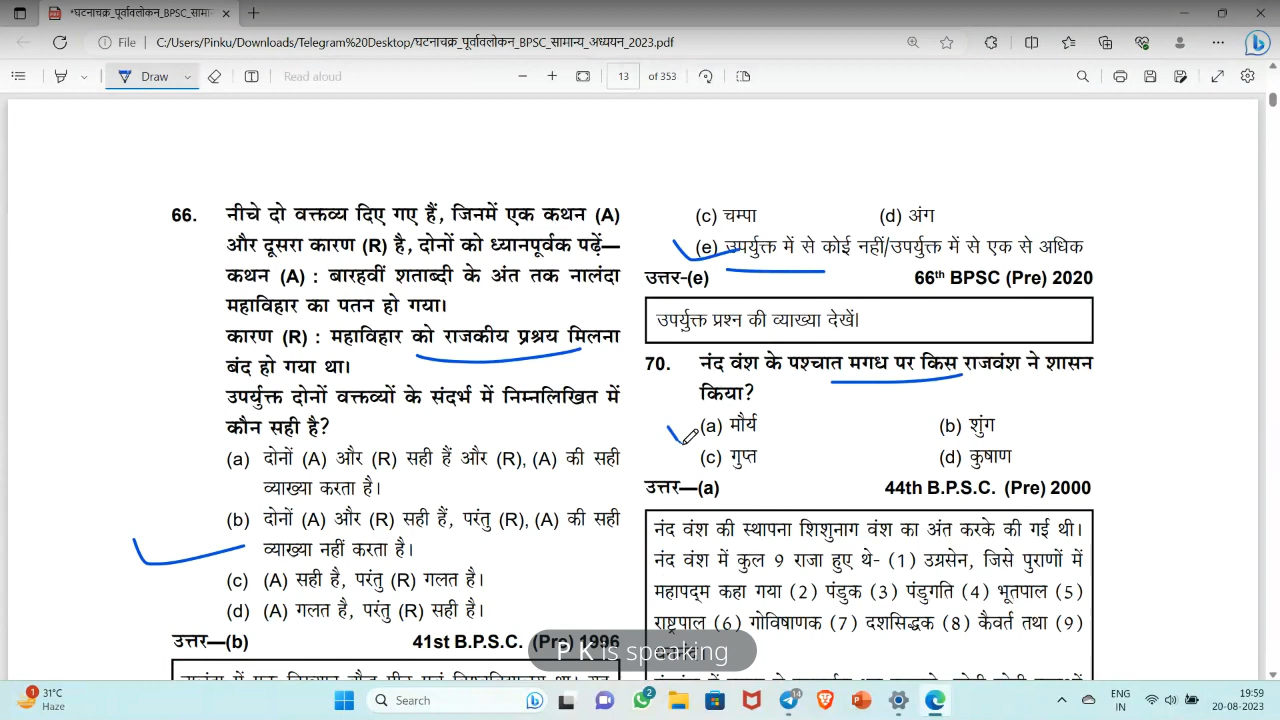 *घटनाचक्र_पूर्वावलोकन_BPSC_सामान
File C:/Users/Pinku/Downloads/Telegram%20Desktop/घटनाचक्र_पूर्वावलोकन_BPSC_सामान्य_अध्ययन_2023.pdf
Draw Read aloud 13 of 353
66. नीचे दो वक्तव्य दिए गए हैं, जिनमें एक कथन (A)
और दूसरा कारण (R) है, दोनों को ध्यानपूर्वक पढ़ें—
कथन (A) : बारहवीं शताब्दी के अंत तक नालंदा
महाविहार का पतन हो गया।
कारण (R) : महाविहार को राजकीय प्रश्रय मिलना
बंद हो गया था।
उपर्युक्त दोनों वक्तव्यों के संदर्भ में निम्नलिखित में
कौन सही है?
(a) दोनों (A) और (R) सही हैं और (R), (A) की सही
व्याख्या करता है।
(b) दोनों (A) और (R) सही हैं, परंतु (R), (A) की सही
व्याख्या नहीं करता है।
(c) (A) सही है, परंतु (R) गलत है।
(d) (A) गलत है, परंतु (R) सही है।
उत्तर—(b) 41st B.P.S.C. (Pre) 1996
(c) चम्पा (d) अंग
(e) उपर्युक्त में से कोई नहीं/उपर्युक्त में से एक से अधिक
उत्तर-(e) 66th BPSC (Pre) 2020
उपर्युक्त प्रश्न की व्याख्या देखें।
70. नंद वंश के पश्चात मगध पर किस राजवंश ने शासन
किया?
(a) मौर्य (b) शुंग
(c) गुप्त (d) कुषाण
उत्तर—(a) 44th B.P.S.C. (Pre) 2000
नंद वंश की स्थापना शिशुनाग वंश का अंत करके की गई थी।
नंद वंश में कुल 9 राजा हुए थे- (1) उग्रसेन, जिसे पुराणों में
महापद्म कहा गया (2) पंडुक (3) पंडुगति (4) भूतपाल (5)
राष्ट्रपाल (6) गोविषाणक (7) दशसिद्धक (8) कैवर्त तथा (9)
P K is speaking
1 31°C
Haze
Search
2 14
ENG
IN
19:59
20-08-2023